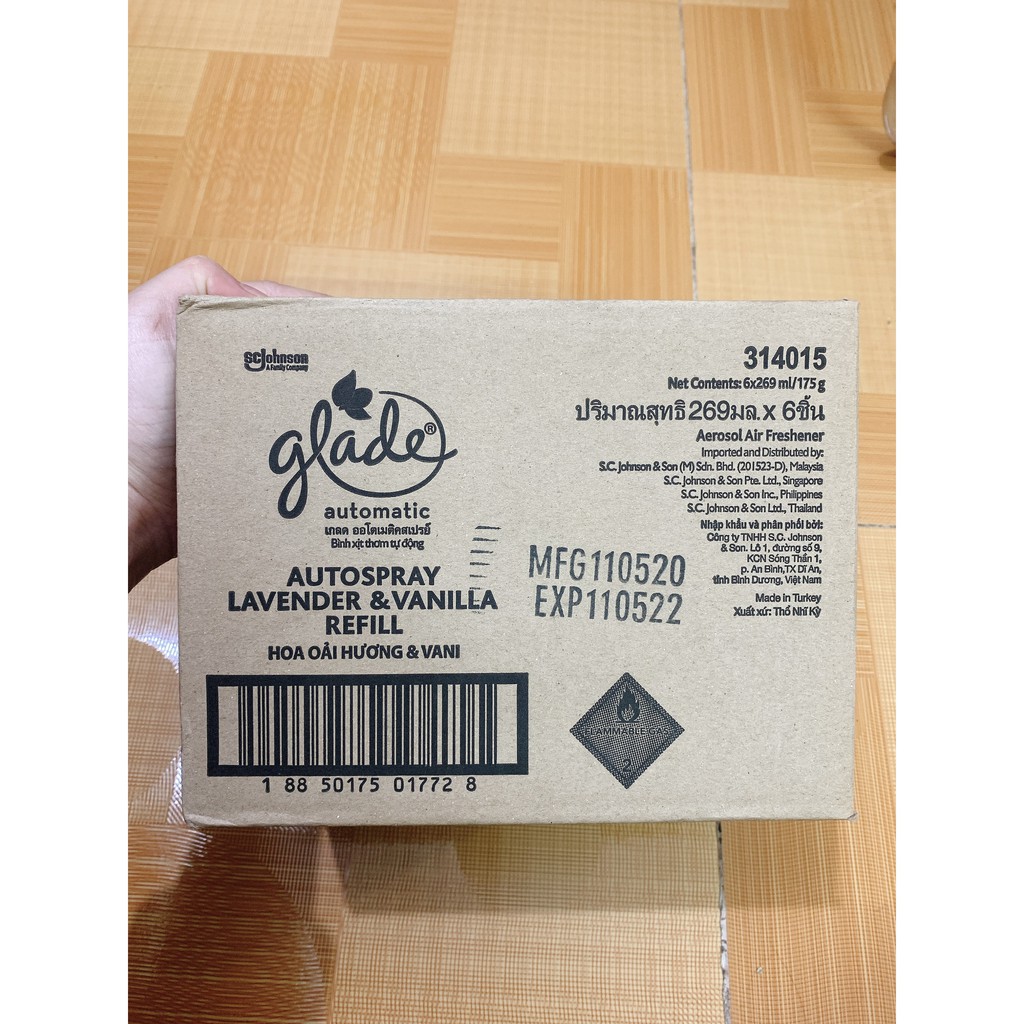 SCJohnson
A Family Company
glade®
automatic
เกลด ออโตเมติคสเปรย์
Bình xịt thơm tự động
AUTOSPRAY
LAVENDER & VANILLA
REFILL
HOA OẢI HƯƠNG & VANI
1 88 50175 01772 8
314015
Net Contents: 6x269 ml/175 g
ปริมาณสุทธิ 269มล. x 6ชิ้น
Aerosol Air Freshener
Imported and Distributed by:
S.C. Johnson & Son (M) Sdn. Bhd. (201523-D), Malaysia
S.C. Johnson & Son Pte. Ltd., Singapore
S.C. Johnson & Son Inc., Philippines
S.C. Johnson & Son Ltd., Thailand
Nhập khẩu và phân phối bởi:
Công ty TNHH S.C. Johnson
& Son. Lô 1, đường số 9,
KCN Sóng Thần 1,
p. An Bình,TX Dĩ An,
tỉnh Bình Dương, Việt Nam
Made in Turkey
Xuất xứ: Thổ Nhĩ Kỳ
MFG110520
EXP110522
FLAMMABLE GAS
2